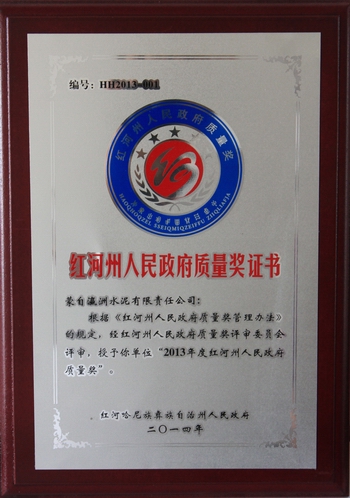 编号:HH2013-001
红河州人民政府质量奖
红河州人民政府质量奖证书
蒙自瀛洲水泥有限责任公司:
根据《红河州人民政府质量奖管理办法》
的规定,经红河州人民政府质量奖评审委员会
评审,授予你单位“2013年度红河州人民政府
质量奖”。
红河哈尼族彝族自治州人民政府
二〇一四年